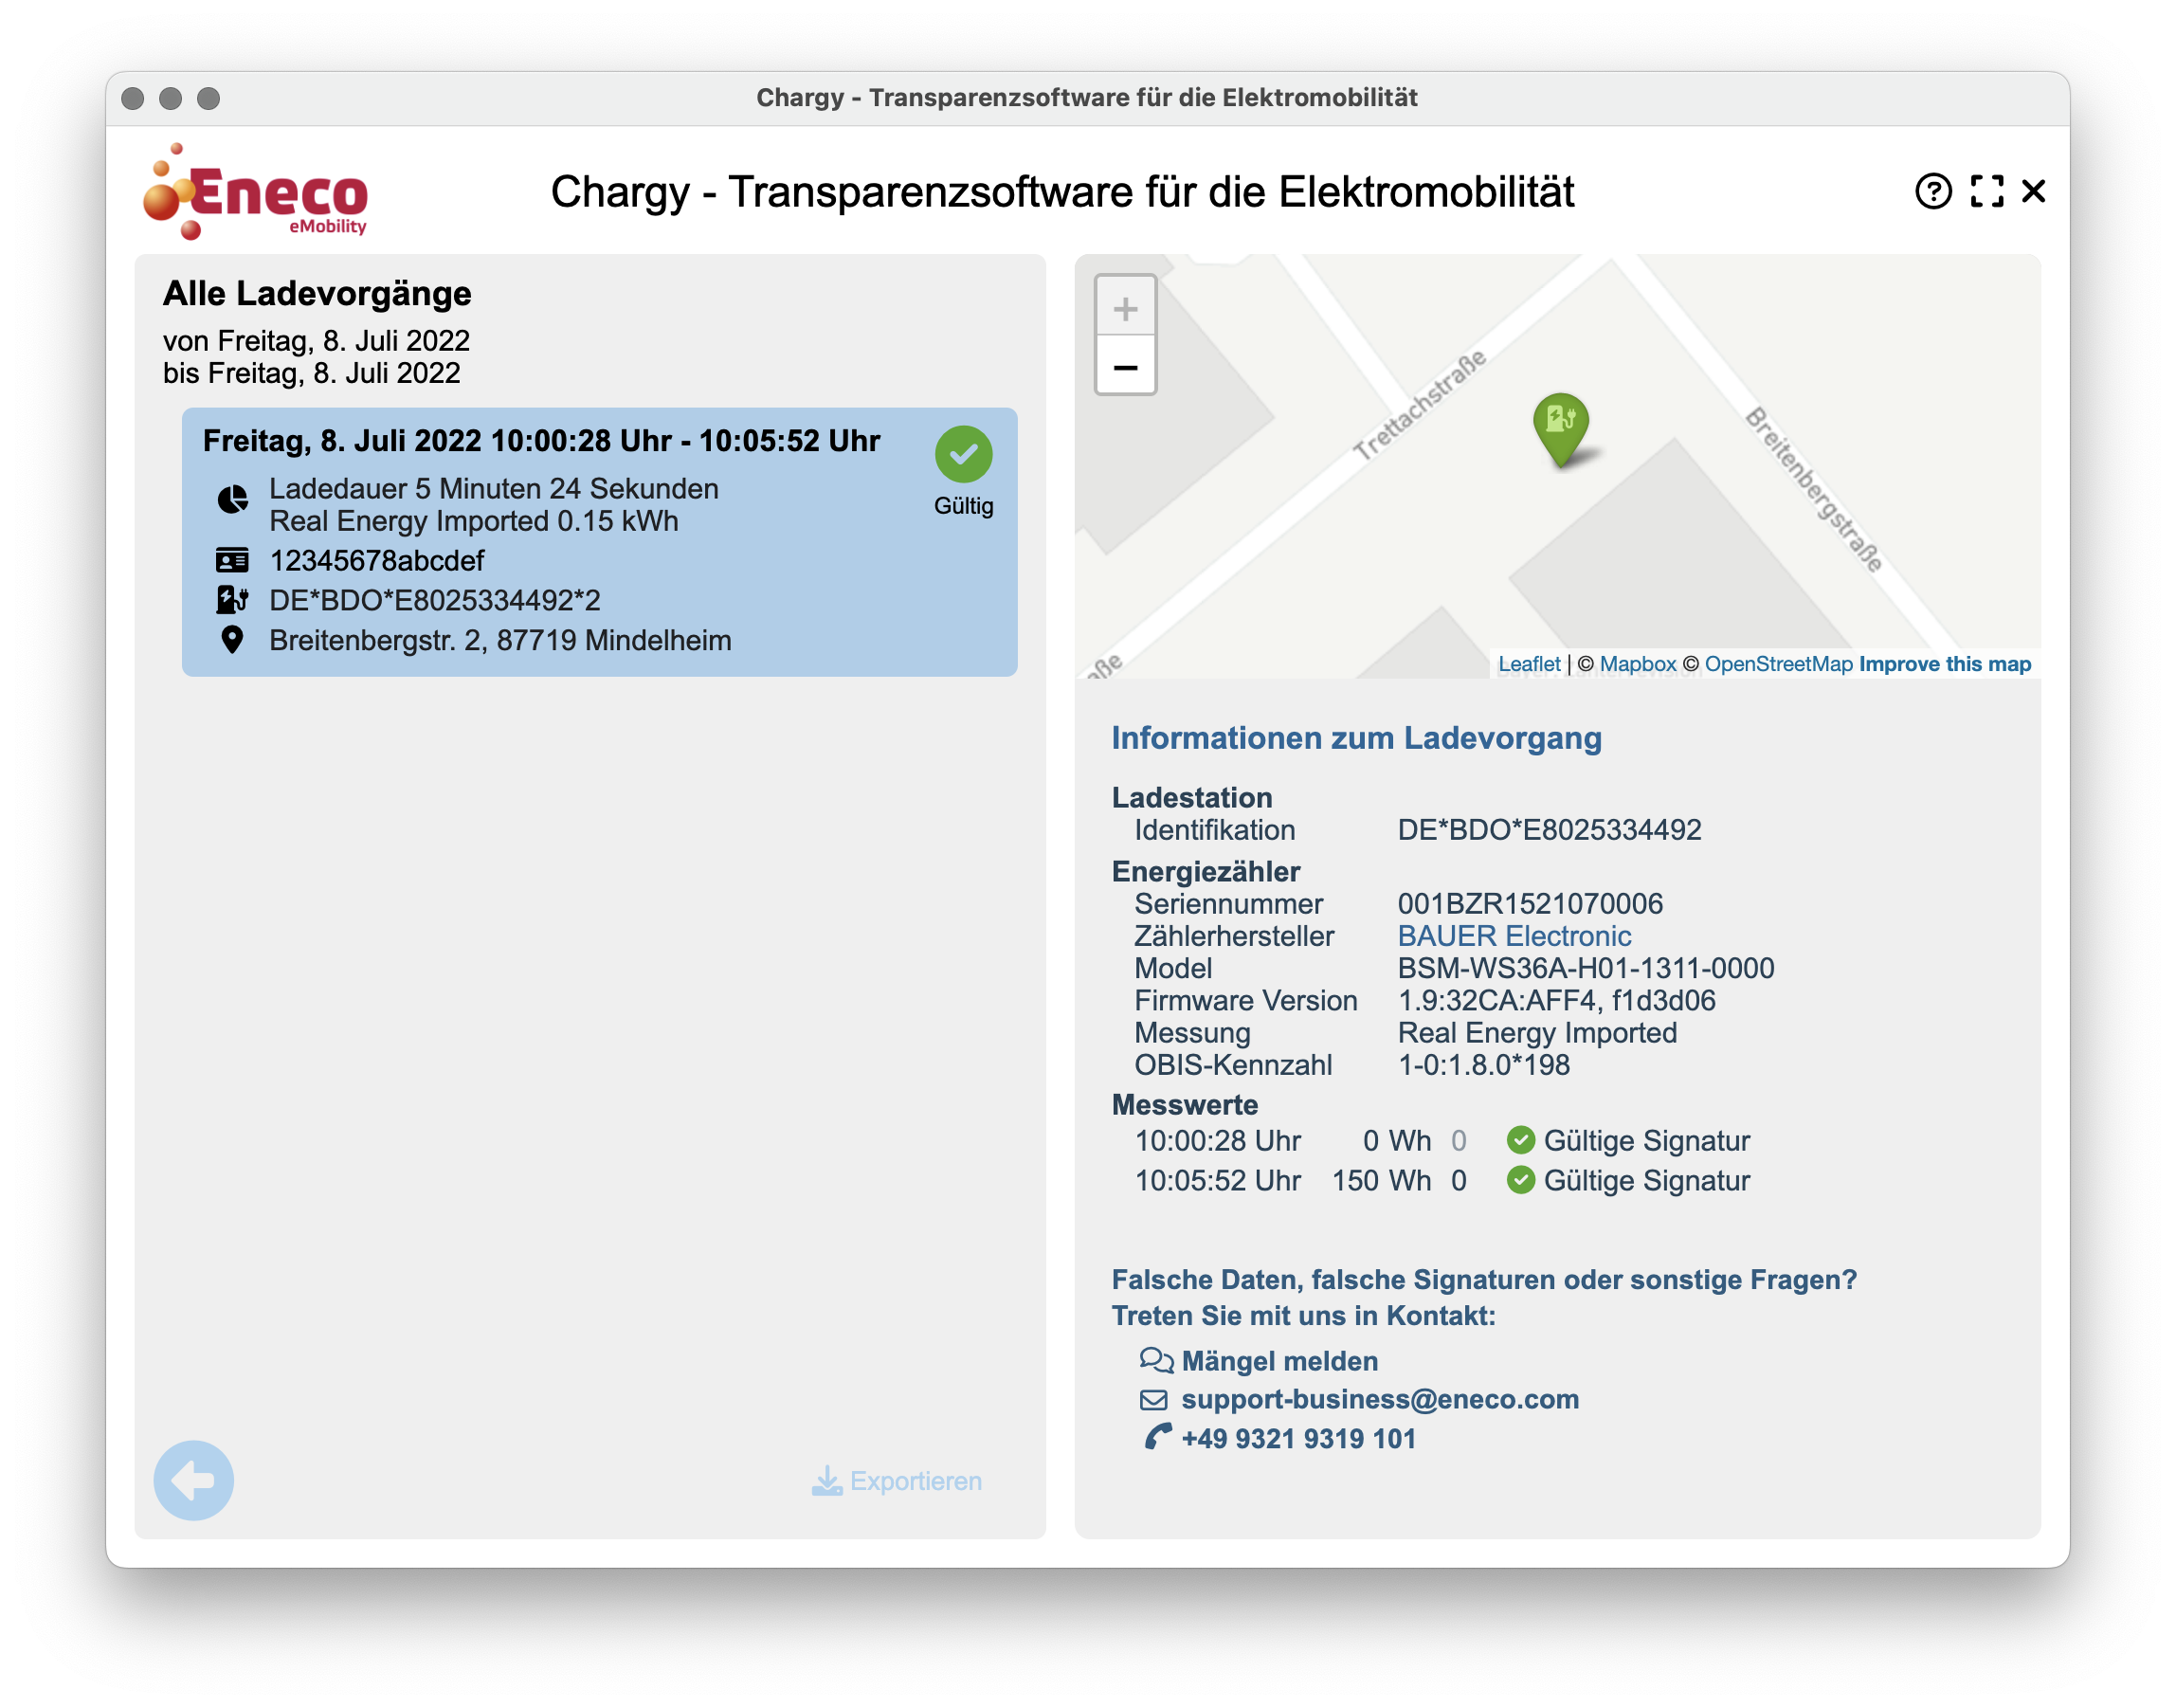 Chargy - Transparenzsoftware für die Elektromobilität
Eneco
eMobility
Chargy - Transparenzsoftware für die Elektromobilität
Alle Ladevorgänge
von Freitag, 8. Juli 2022
bis Freitag, 8. Juli 2022
Freitag, 8. Juli 2022 10:00:28 Uhr - 10:05:52 Uhr
Ladedauer 5 Minuten 24 Sekunden
Real Energy Imported 0.15 kWh
Gültig
12345678abcdef
DE*BDO*E8025334492*2
Breitenbergstr. 2, 87719 Mindelheim
Exportieren
+
−
Trettachstraße
Breitenbergstraße
aße
Leaflet | © Mapbox © OpenStreetMap Improve this map
Informationen zum Ladevorgang
Ladestation
Identifikation DE*BDO*E8025334492
Energiezähler
Seriennummer 001BZR1521070006
Zählerhersteller BAUER Electronic
Model BSM-WS36A-H01-1311-0000
Firmware Version 1.9:32CA:AFF4, f1d3d06
Messung Real Energy Imported
OBIS-Kennzahl 1-0:1.8.0*198
Messwerte
10:00:28 Uhr 0 Wh 0 Gültige Signatur
10:05:52 Uhr 150 Wh 0 Gültige Signatur
Falsche Daten, falsche Signaturen oder sonstige Fragen?
Treten Sie mit uns in Kontakt:
Mängel melden
support-business@eneco.com
+49 9321 9319 101